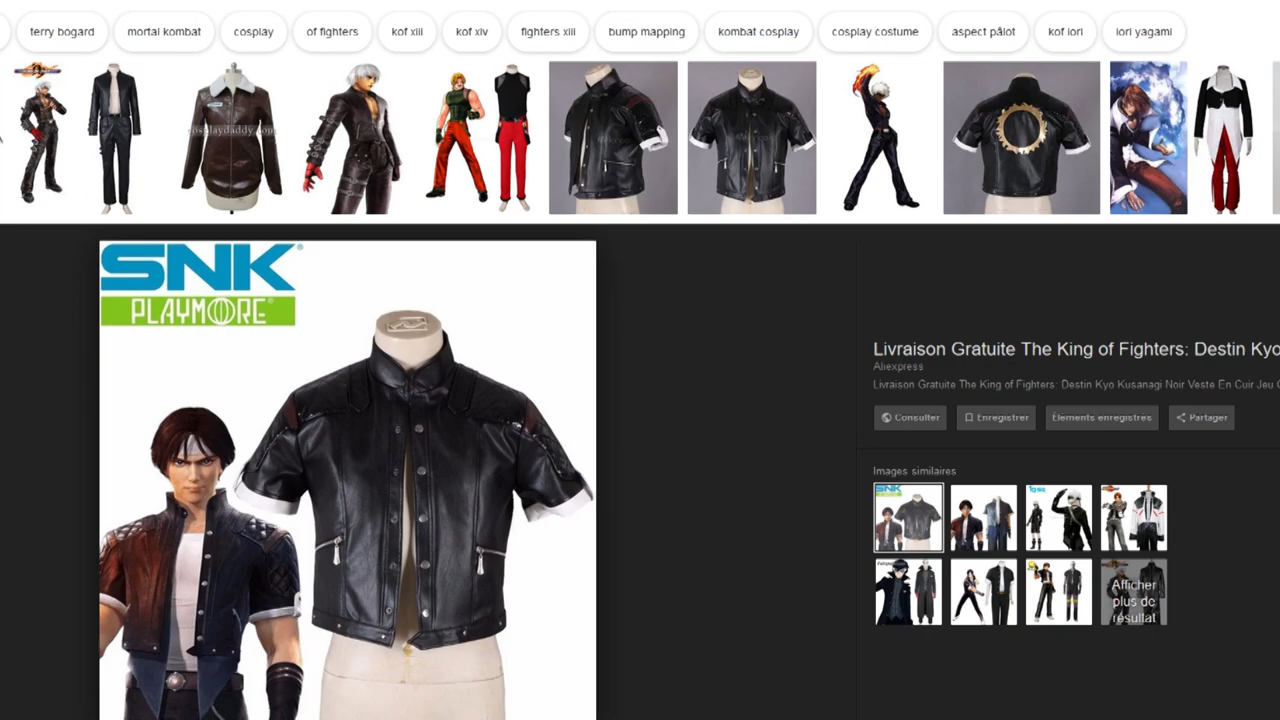 terry bogard
mortal kombat
cosplay
of fighters
kof xiii
kof xiv
fighters xiii
bump mapping
kombat cosplay
cosplay costume
aspect pâlot
kof iori
iori yagami
cosplaydaddy.com
SNK®
PLAYMORE®
Livraison Gratuite The King of Fighters: Destin Kyo
Aliexpress
Livraison Gratuite The King of Fighters: Destin Kyo Kusanagi Noir Veste En Cuir Jeu
Consulter
Enregistrer
Éléments enregistrés
Partager
Images similaires
SNK
Afficher
plus de
résultat